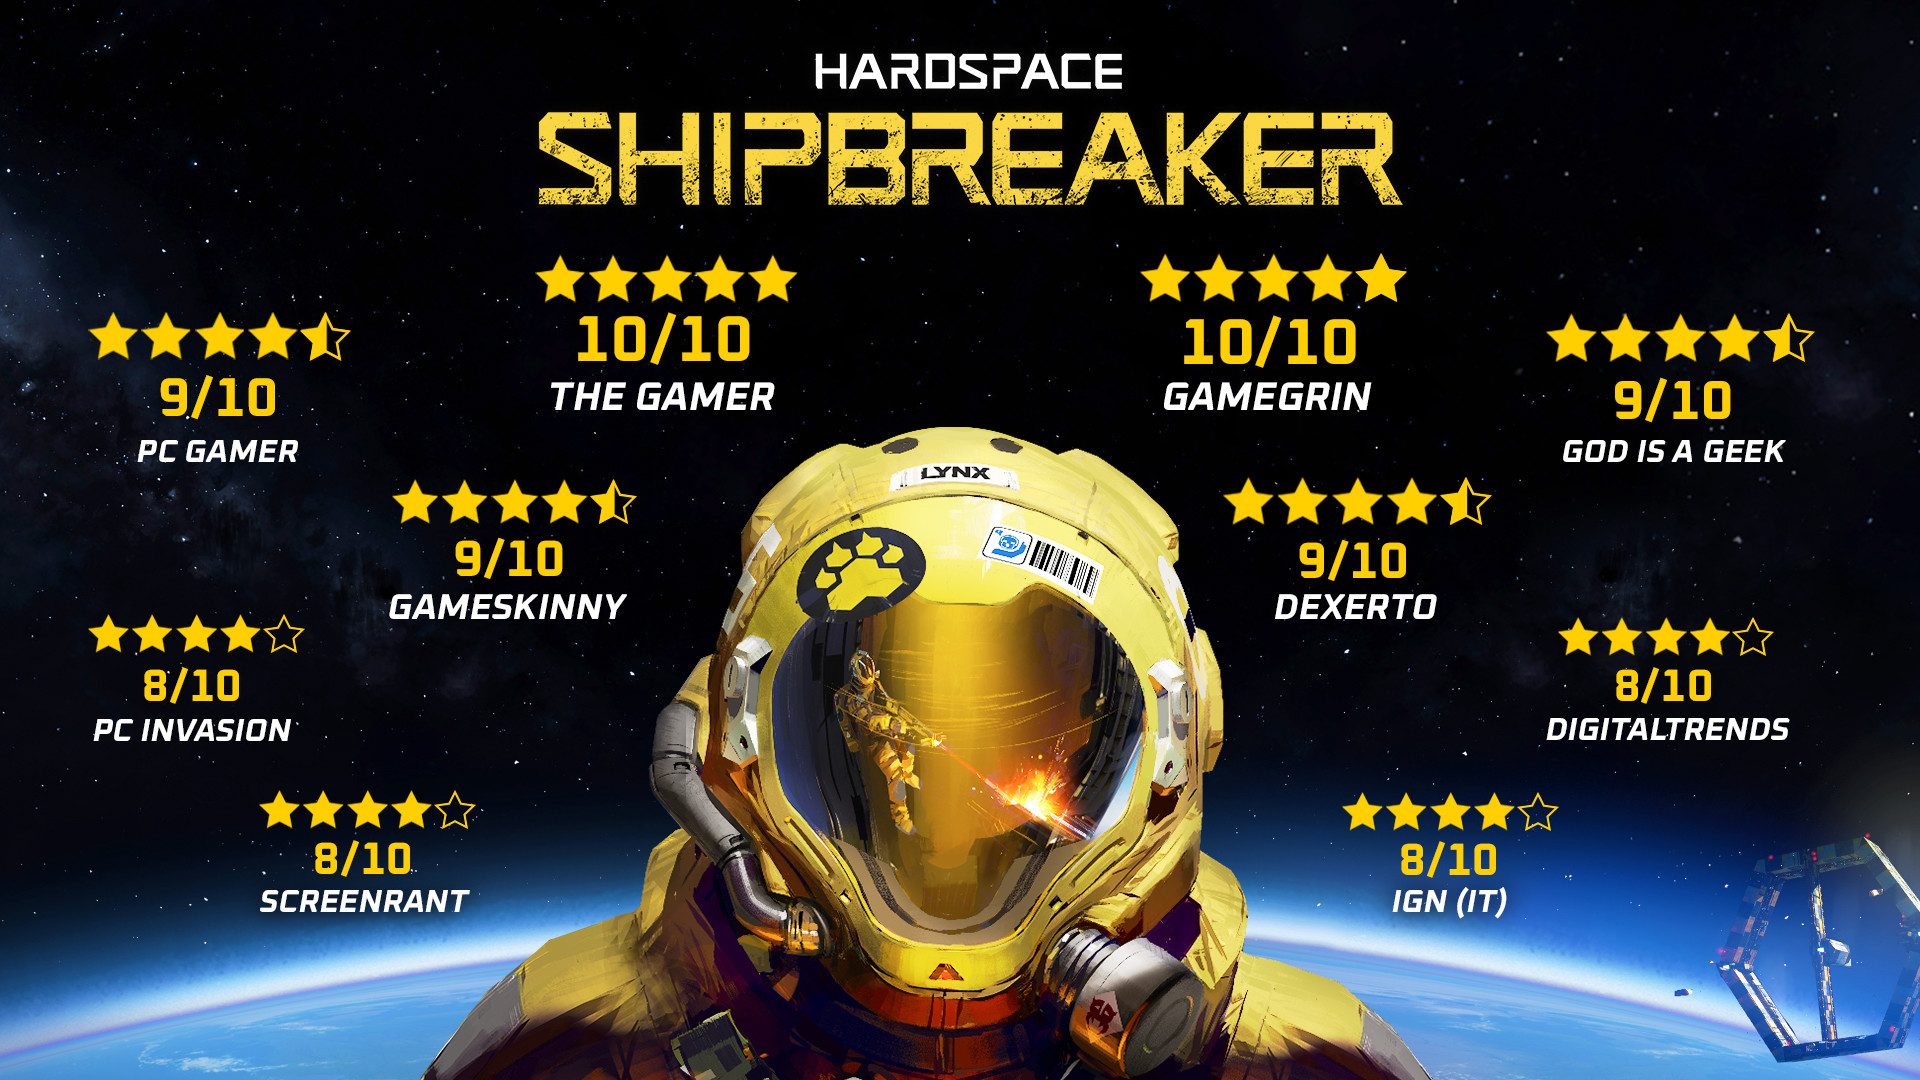 HARDSPACE
SHIPBREAKER
10/10
THE GAMER
10/10
GAMEGRIN
9/10
PC GAMER
9/10
GOD IS A GEEK
LYNX
9/10
GAMESKINNY
9/10
DEXERTO
8/10
PC INVASION
8/10
DIGITALTRENDS
8/10
SCREENRANT
8/10
IGN (IT)